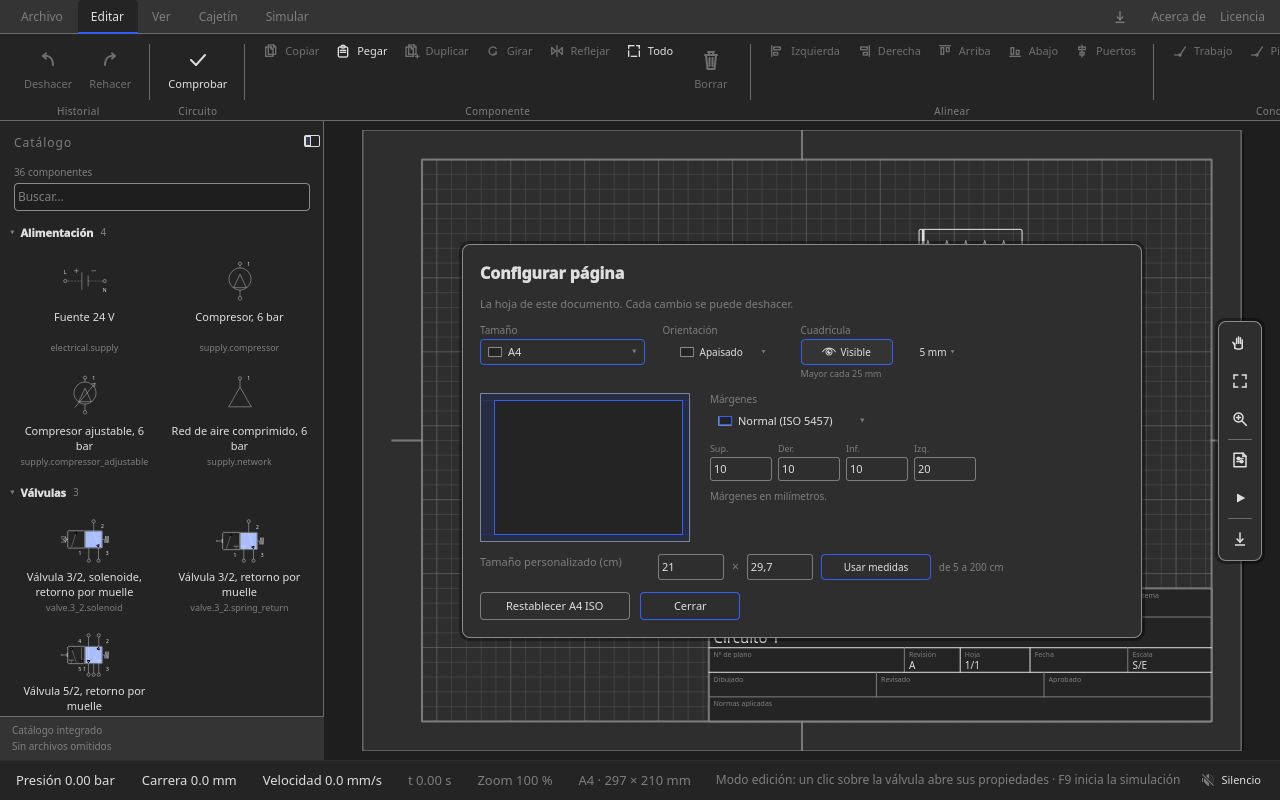 Archivo Editar Ver Cajetín Simular Acerca de Licencia
Deshacer Rehacer Comprobar Copiar Pegar Duplicar Girar Reflejar Todo Borrar Izquierda Derecha Arriba Abajo Puertos Trabajo
Historial Circuito Componente Alinear
Catálogo
36 componentes
Buscar...
Alimentación 4
Fuente 24 V
electrical.supply
Compresor, 6 bar
supply.compressor
Compresor ajustable, 6 bar
supply.compressor_adjustable
Red de aire comprimido, 6 bar
supply.network
Válvulas 3
Válvula 3/2, solenoide, retorno por muelle
valve.3_2.solenoid
Válvula 3/2, retorno por muelle
valve.3_2.spring_return
Válvula 5/2, retorno por muelle
Catálogo integrado
Sin archivos omitidos
Configurar página
La hoja de este documento. Cada cambio se puede deshacer.
Tamaño Orientación Cuadrícula
A4 Apaisado Visible 5 mm
Mayor cada 25 mm
Márgenes
Normal (ISO 5457)
Sup. Der. Inf. Izq.
10 10 10 20
Márgenes en milímetros.
Tamaño personalizado (cm) 21 × 29,7 Usar medidas de 5 a 200 cm
Restablecer A4 ISO Cerrar
Circuito 1
Nº de plano Revisión Hoja Fecha Escala
A 1/1 S/E
Dibujado Revisado Aprobado
Normas aplicadas
Presión 0.00 bar Carrera 0.0 mm Velocidad 0.0 mm/s t 0.00 s Zoom 100 % A4 · 297 × 210 mm Modo edición: un clic sobre la válvula abre sus propiedades · F9 inicia la simulación Silencio